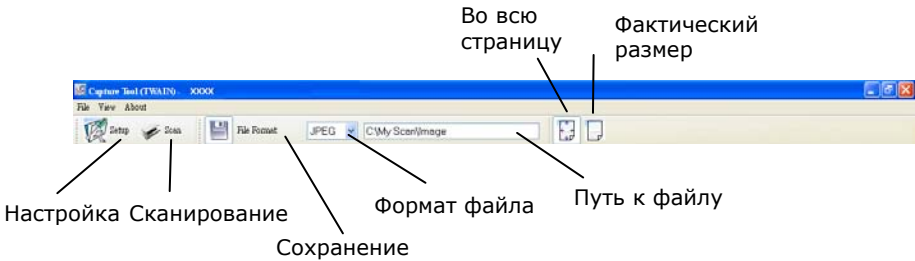 Во всю
страницу
Фактический
размер
Capture Tool (TWAIN) - XXXX
File View About
Setup Scan File Format JPEG C:\My Scan\Image
Настройка Сканирование
Формат файла
Путь к файлу
Сохранение